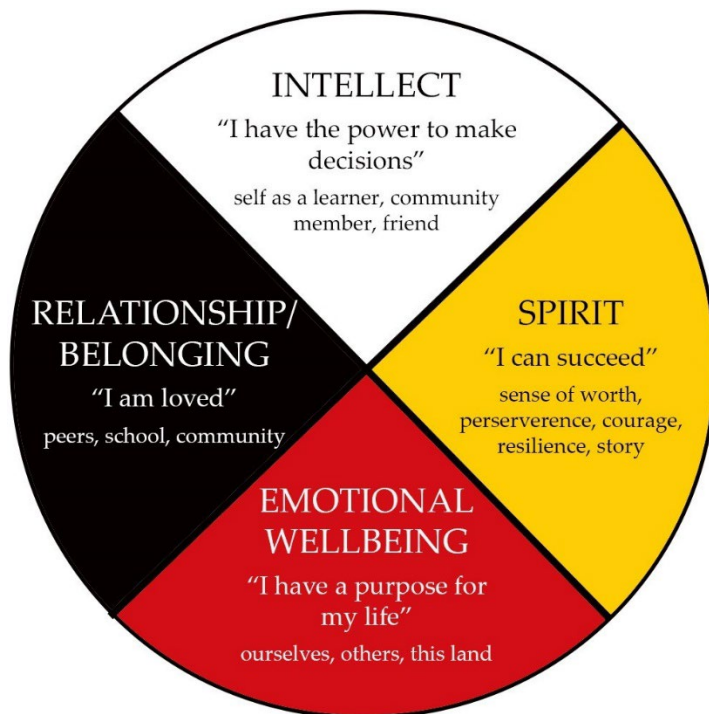 INTELLECT
“I have the power to make
decisions”
self as a learner, community
member, friend
RELATIONSHIP/
BELONGING
“I am loved”
peers, school, community
SPIRIT
“I can succeed”
sense of worth,
perserverence, courage,
resilience, story
EMOTIONAL
WELLBEING
“I have a purpose for
my life”
ourselves, others, this land